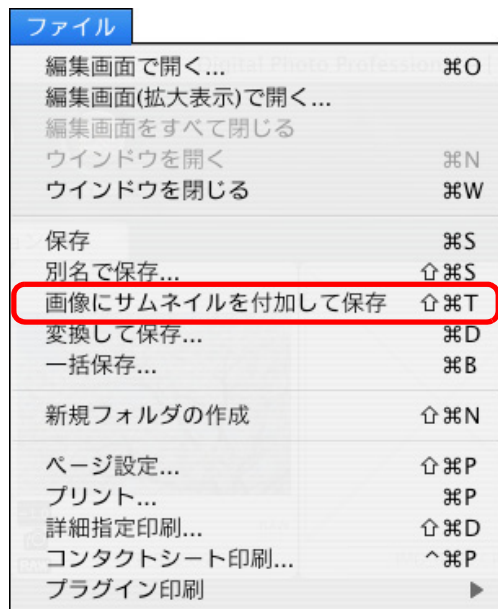 ファイル
編集画面で開く... ⌘O
編集画面(拡大表示)で開く...
編集画面をすべて閉じる
ウインドウを開く ⌘N
ウインドウを閉じる ⌘W
保存 ⌘S
別名で保存... ⇧⌘S
画像にサムネイルを付加して保存 ⇧⌘T
変換して保存... ⌘D
一括保存... ⌘B
新規フォルダの作成 ⇧⌘N
ページ設定... ⇧⌘P
プリント... ⌘P
詳細指定印刷... ⇧⌘D
コンタクトシート印刷... ^⌘P
プラグイン印刷 ▶